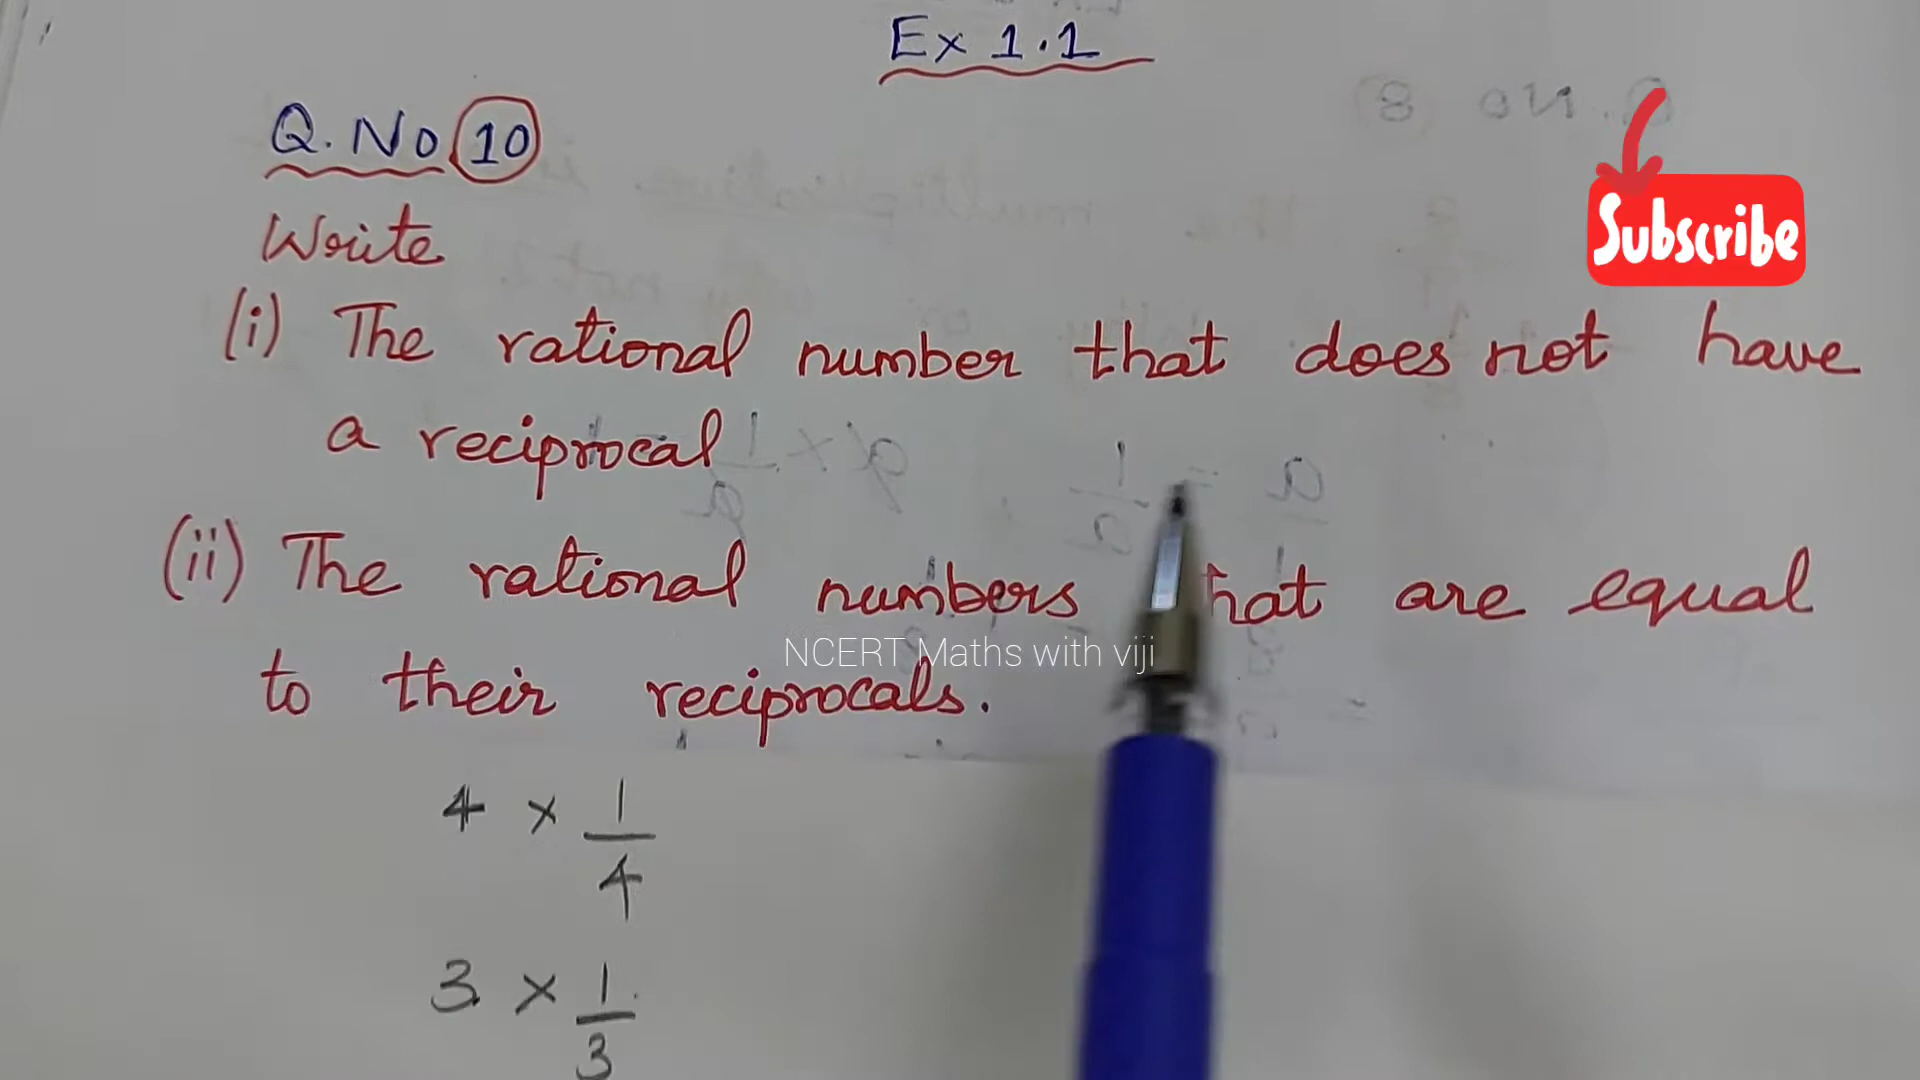 Ex 1.1
Q. No 10
Write
Subscribe
(i) The rational number that does not have
a reciprocal
(ii) The rational numbers that are equal
NCERT Maths with viji
to their reciprocals.
4 × 1/4
3 × 1/3